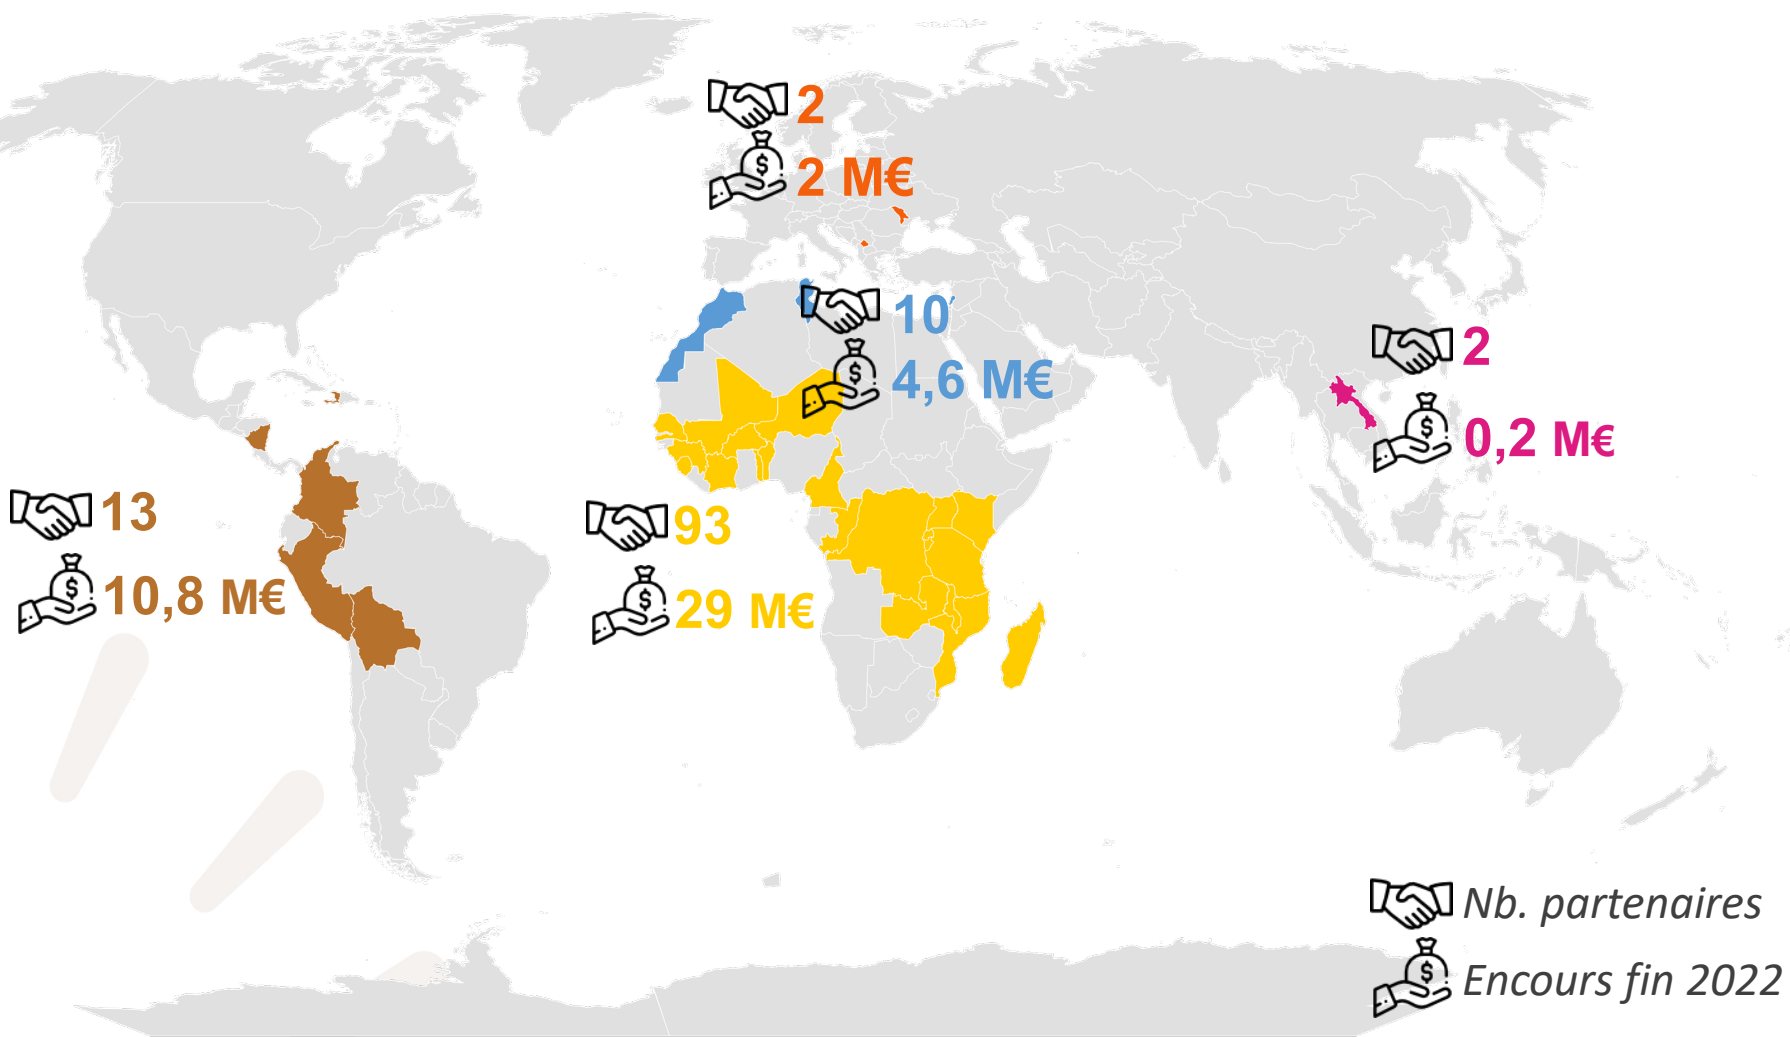 2
2 M€
10
4,6 M€
2
0,2 M€
13
10,8 M€
93
29 M€
Nb. partenaires
Encours fin 2022